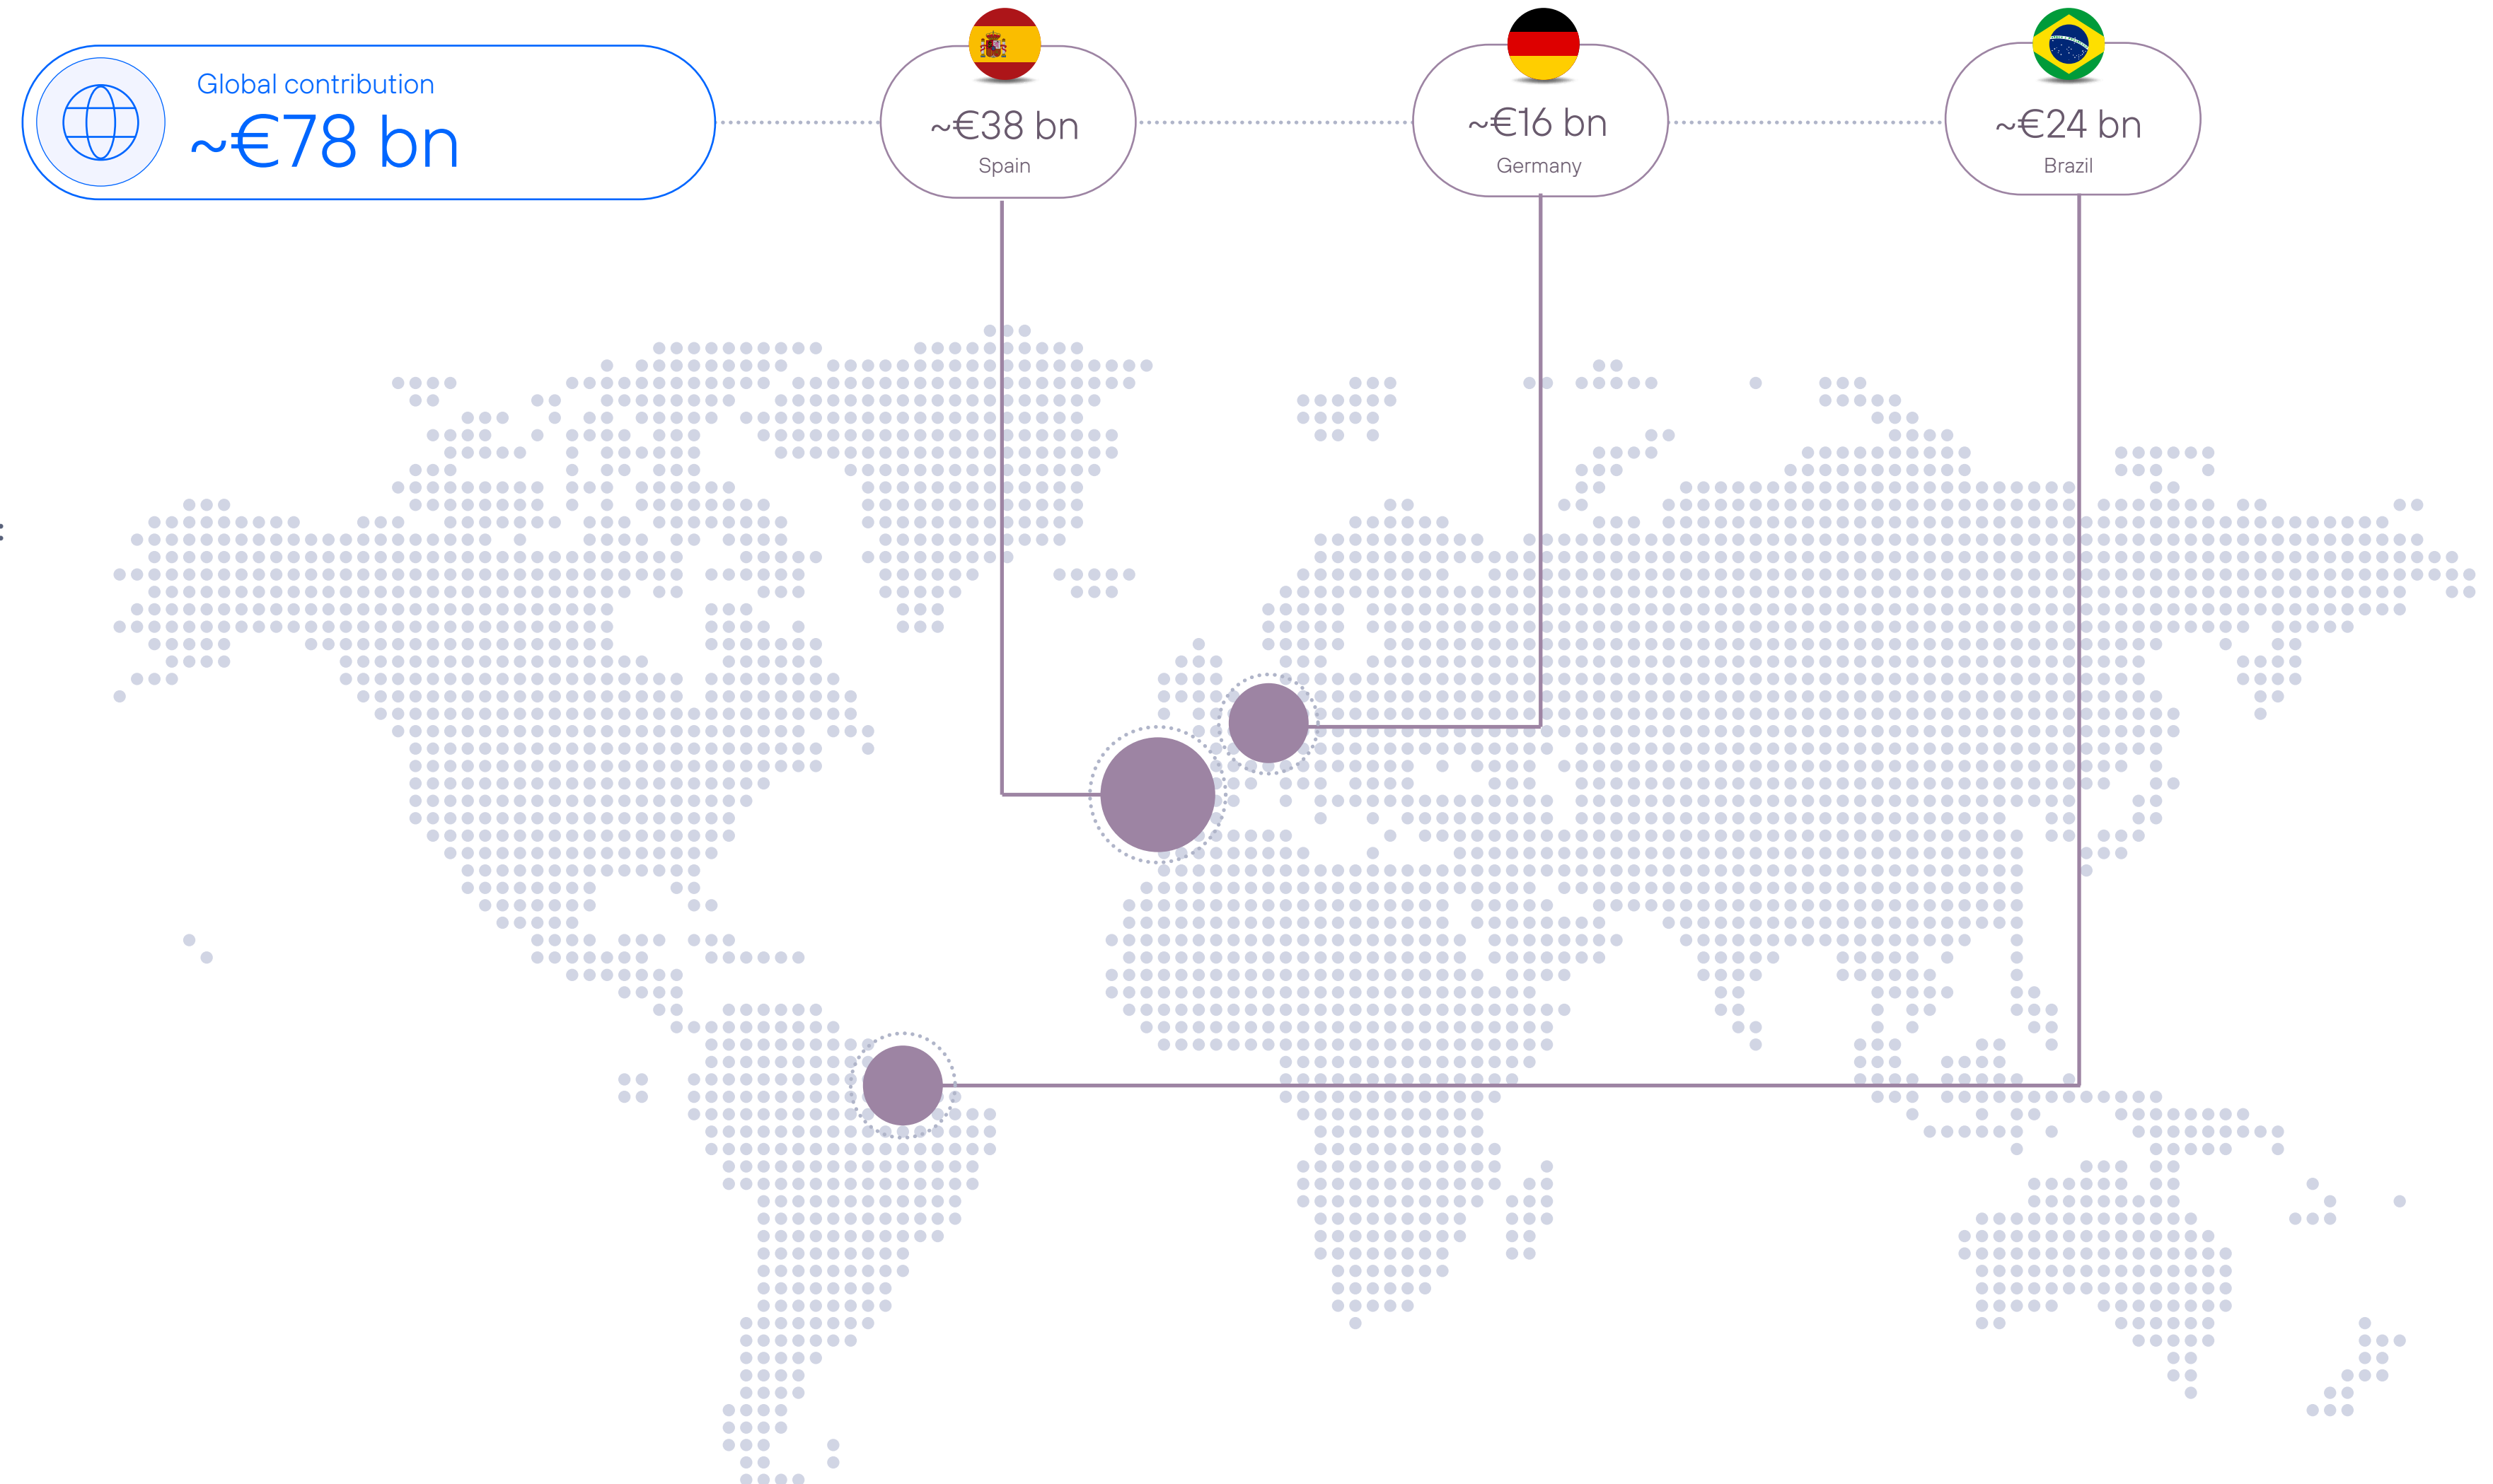 Global contribution
~€78 bn
~€38 bn
Spain
~€16 bn
Germany
~€24 bn
Brazil